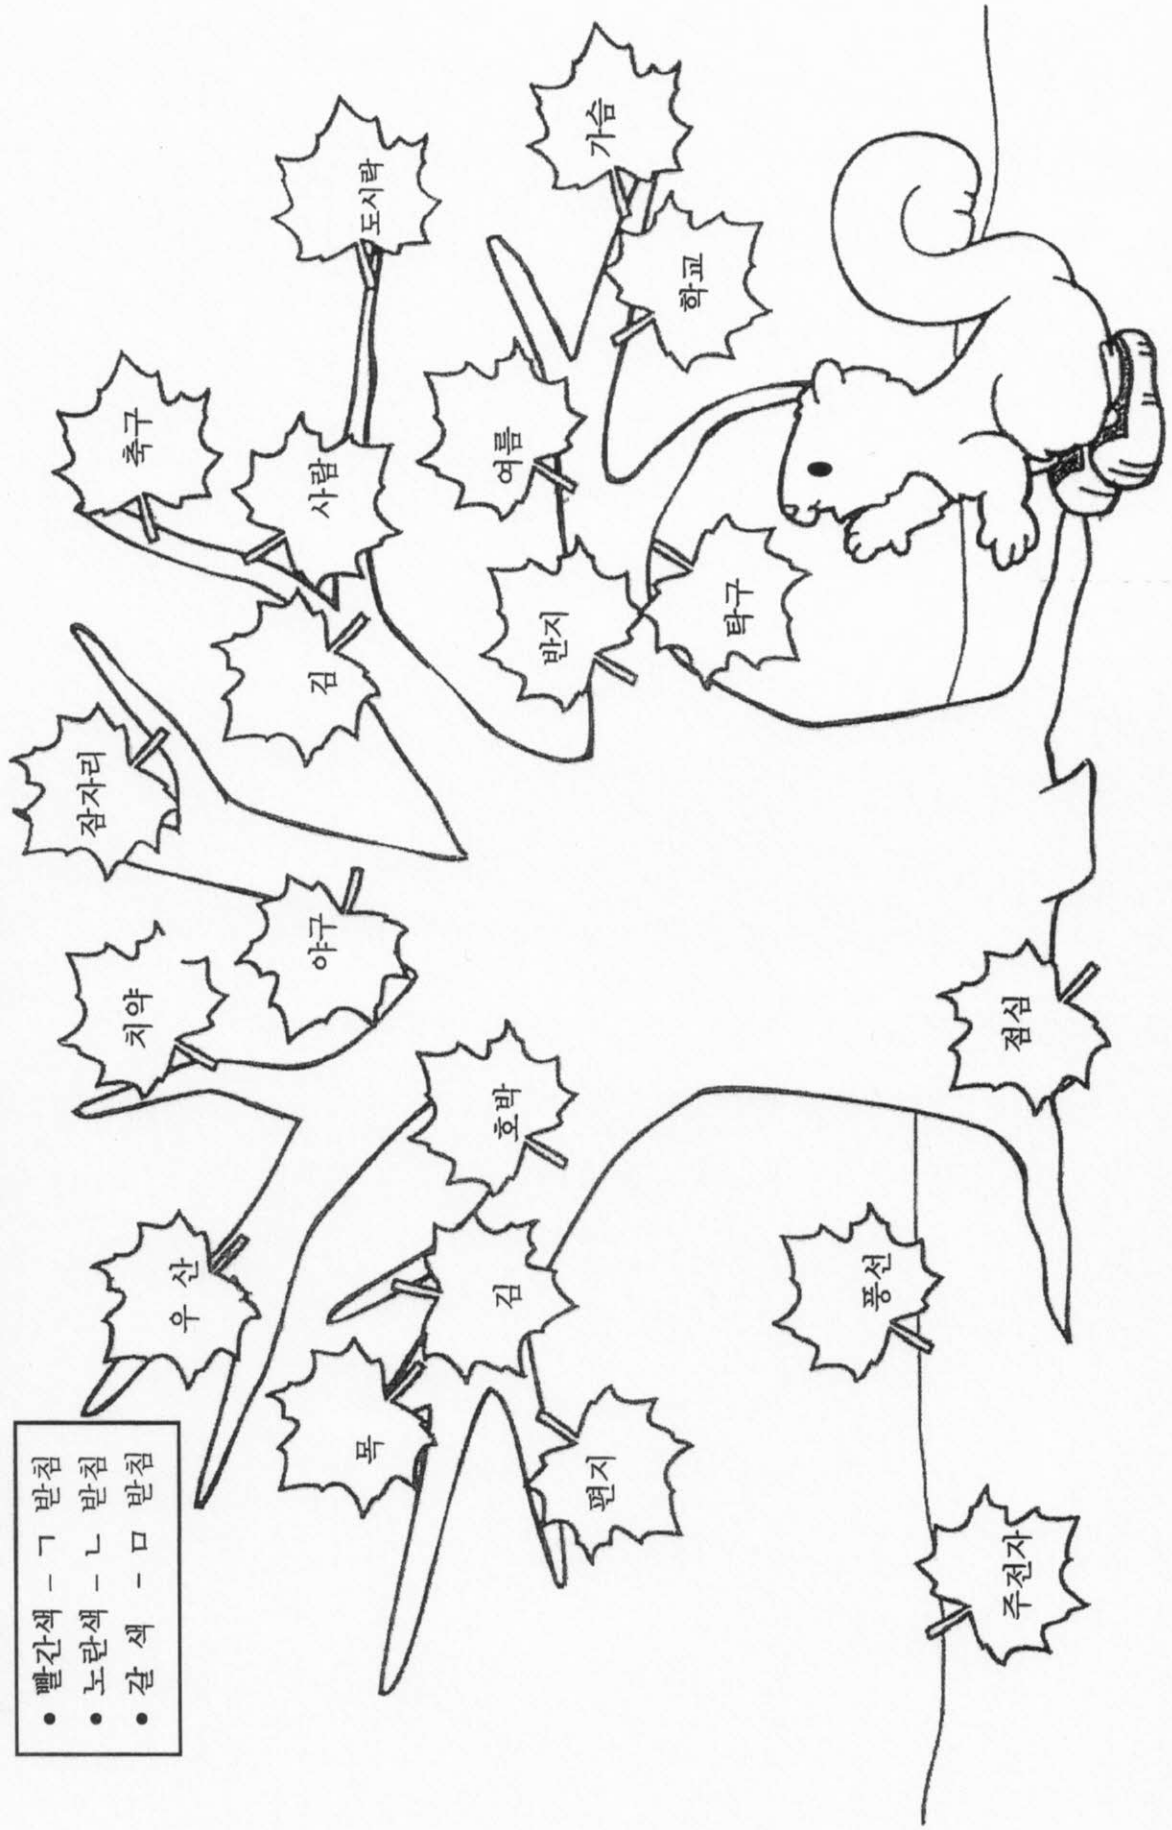 • 빨간색 - ㄱ 받침
• 노란색 - ㄴ 받침
• 갈 색 - ㅁ 받침
잠자리
치약
축구
우 산
야구
김
사람
목
도시락
김
호박
여름
반지
편지
가슴
학교
탁구
풍선
주전자
점심